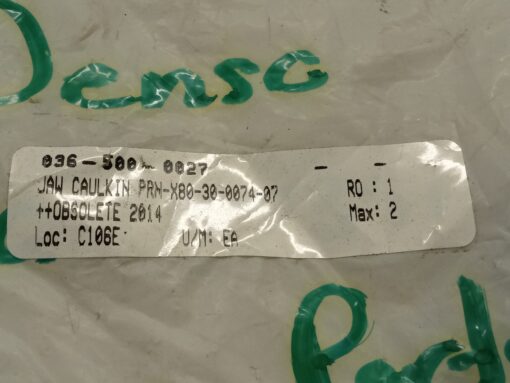 Denso
036-500-0027 - -
JAW CAULKIN PRN-X80-30-0074-07 RO : 1
++OBSOLETE 2014 Max: 2
Loc: C106E U/M: EA